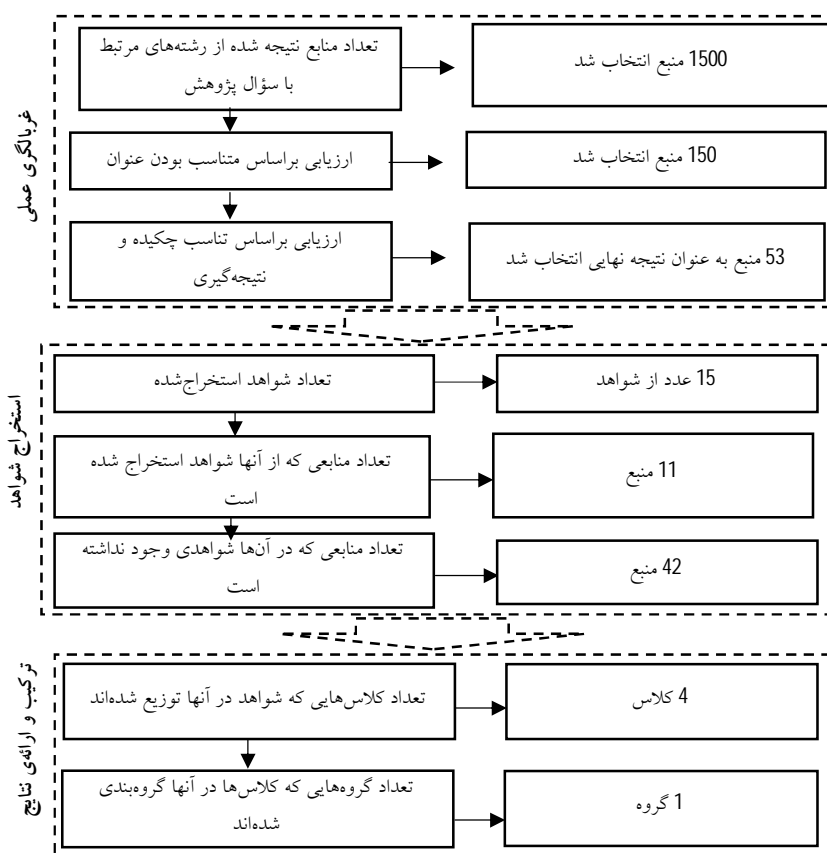 غربالگری عملی
تعداد منابع نتیجه شده از رشته‌های مرتبط
با سؤال پژوهش
1500 منبع انتخاب شد
ارزیابی براساس متناسب بودن عنوان
150 منبع انتخاب شد
ارزیابی براساس تناسب چکیده و
نتیجه‌گیری
53 منبع به عنوان نتیجه نهایی انتخاب شد
استخراج شواهد
تعداد شواهد استخراج‌شده
15 عدد از شواهد
تعداد منابعی که از آنها شواهد استخراج شده
است
11 منبع
تعداد منابعی که در آن‌ها شواهدی وجود نداشته
است
42 منبع
ترکیب و ارائه‌ی نتایج
تعداد کلاس‌هایی که شواهد در آنها توزیع شده‌اند
4 کلاس
تعداد گروه‌هایی که کلاس‌ها در آنها گروه‌بندی
شده‌اند
1 گروه